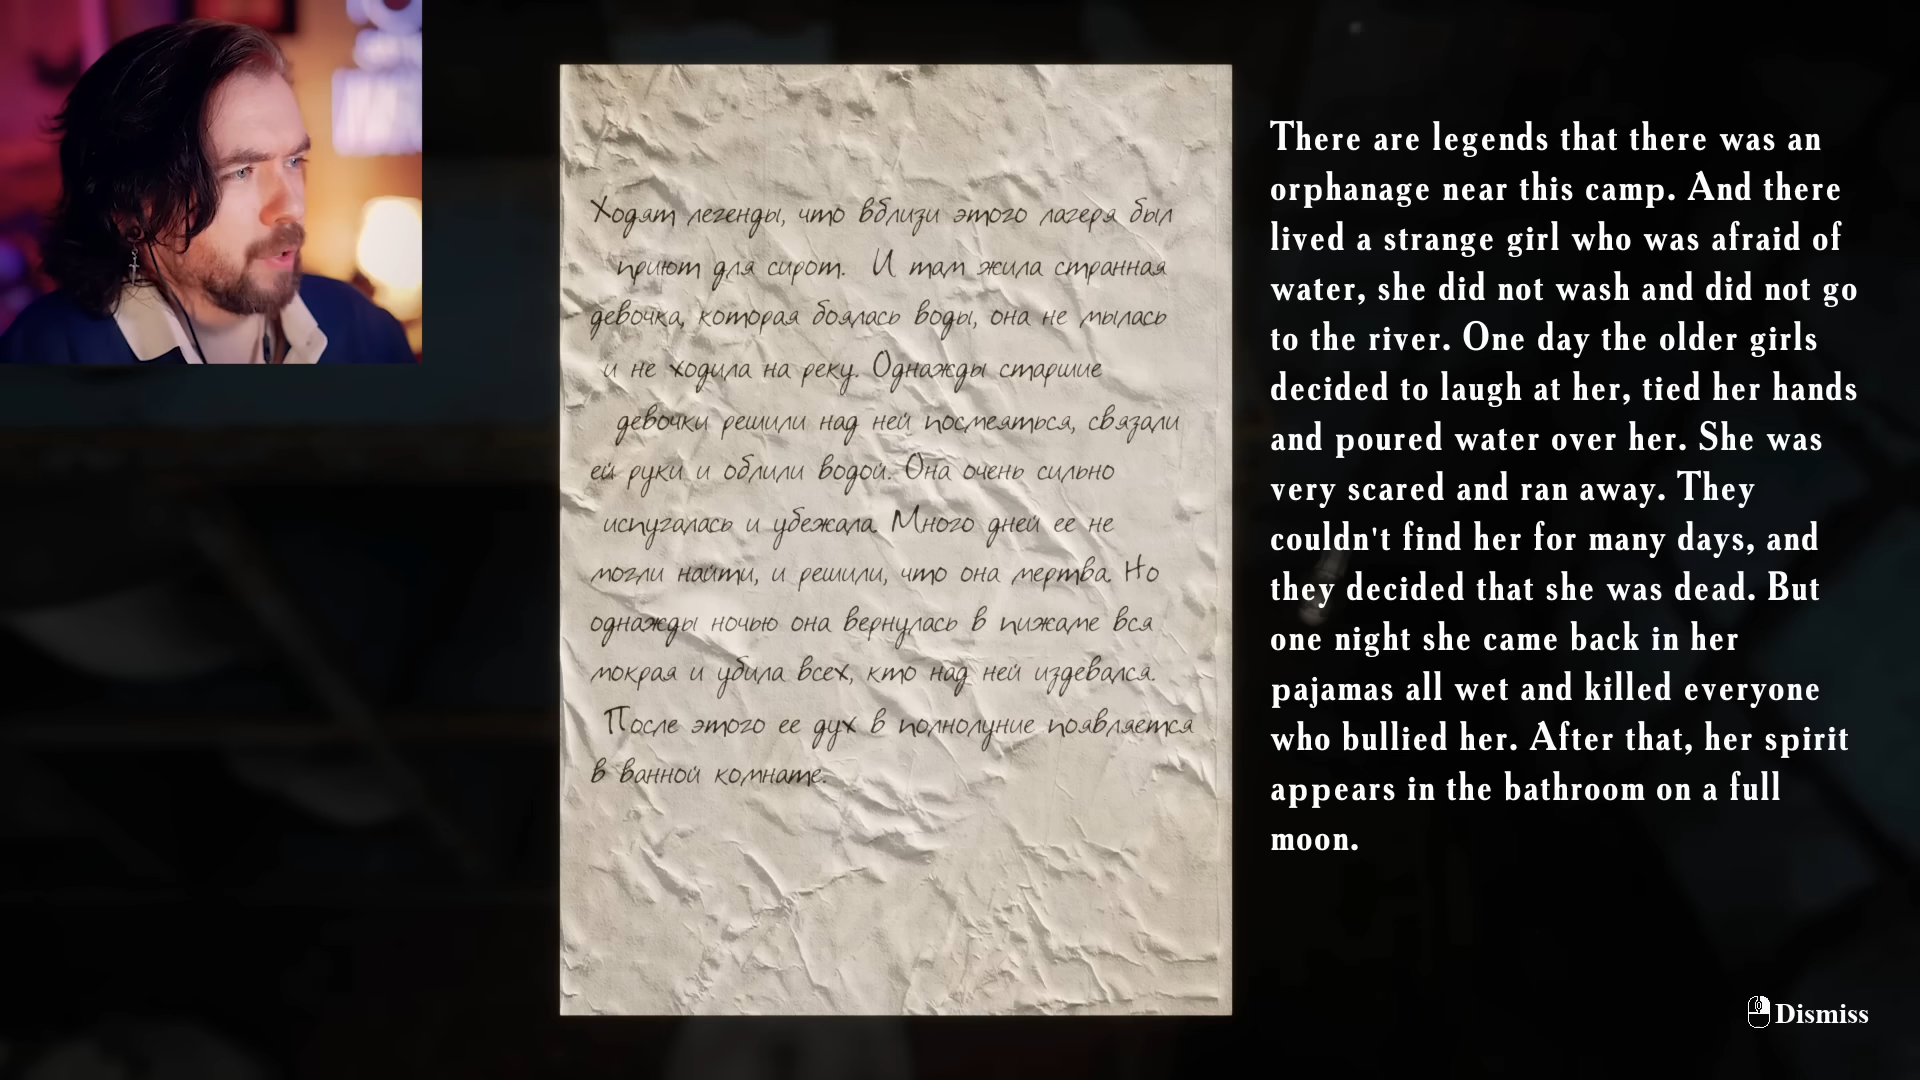 Ходят легенды, что вблизи этого лагеря был
приют для сирот. И там жила странная
девочка, которая боялась воды, она не мылась
и не ходила на реку. Однажды старшие
девочки решили над ней посмеяться, связали
ей руки и облили водой. Она очень сильно
испугалась и убежала. Много дней ее не
могли найти, и решили, что она мертва. Но
однажды ночью она вернулась в пижаме вся
мокрая и убила всех, кто над ней издевался.
После этого ее дух в полнолуние появляется
в ванной комнате.
There are legends that there was an
orphanage near this camp. And there
lived a strange girl who was afraid of
water, she did not wash and did not go
to the river. One day the older girls
decided to laugh at her, tied her hands
and poured water over her. She was
very scared and ran away. They
couldn't find her for many days, and
they decided that she was dead. But
one night she came back in her
pajamas all wet and killed everyone
who bullied her. After that, her spirit
appears in the bathroom on a full
moon.
Dismiss